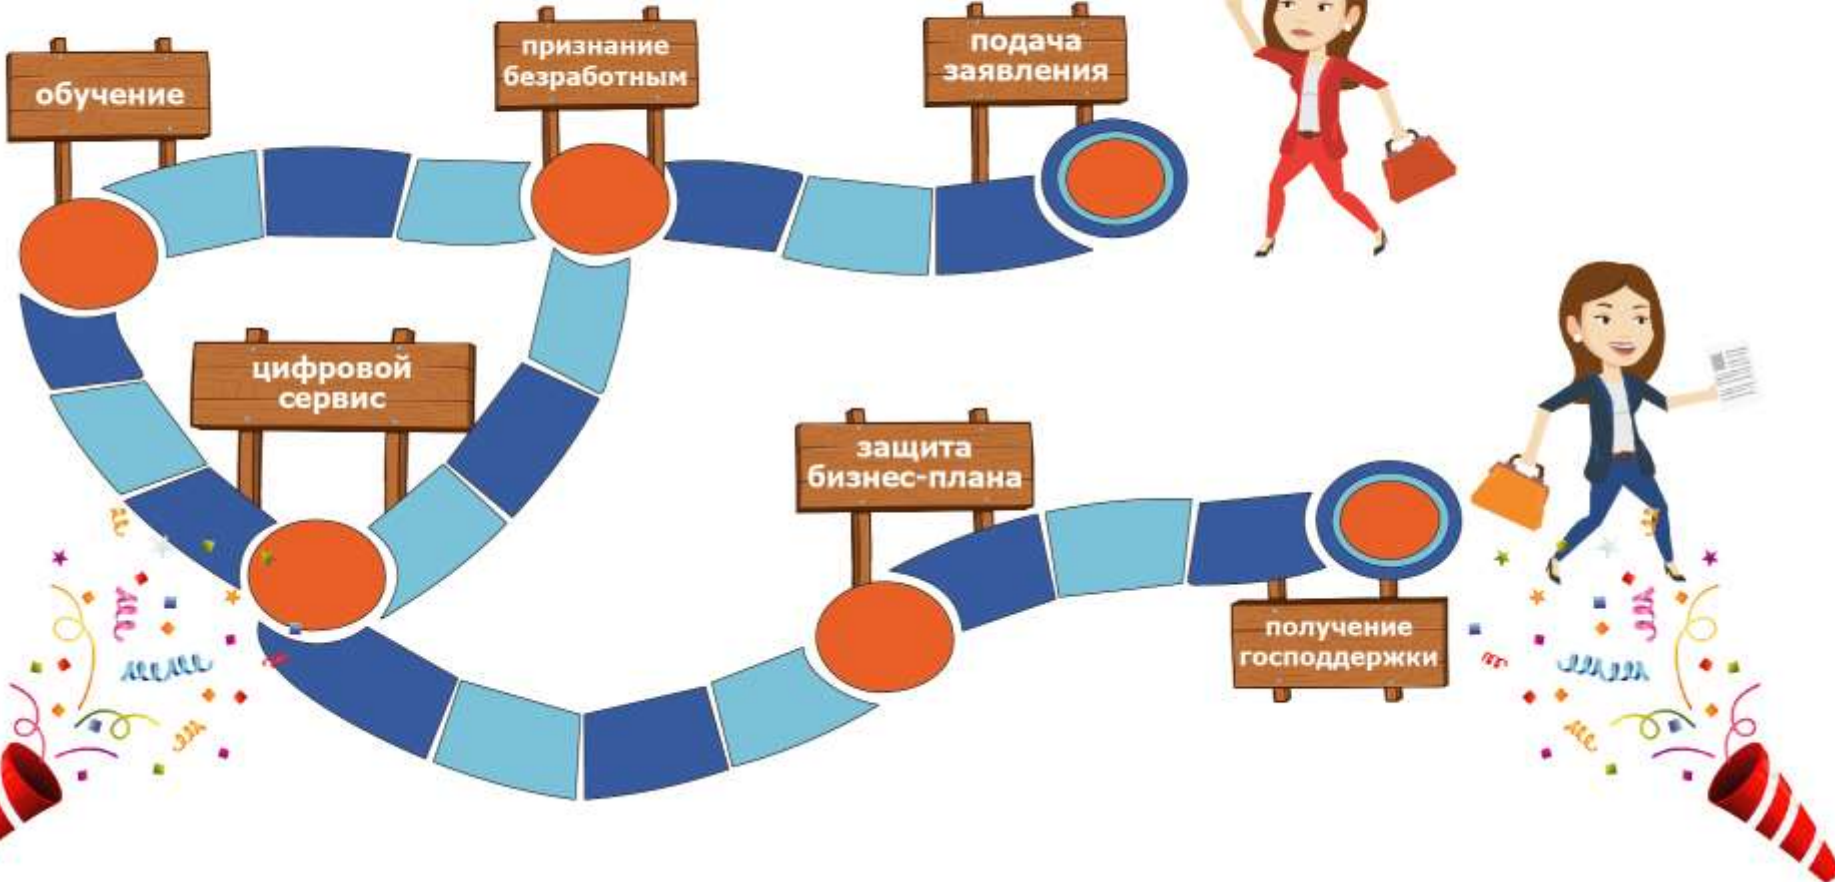 обучение
признание
безработным
подача
заявления
цифровой
сервис
защита
бизнес-плана
получение
господдержки